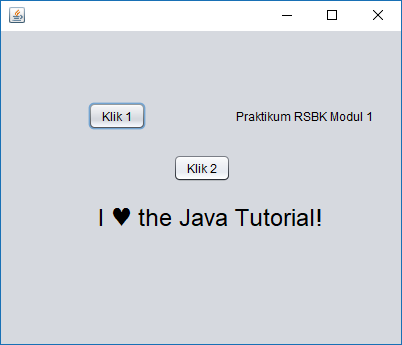 Klik 1
Praktikum RSBK Modul 1
Klik 2
I ♥ the Java Tutorial!